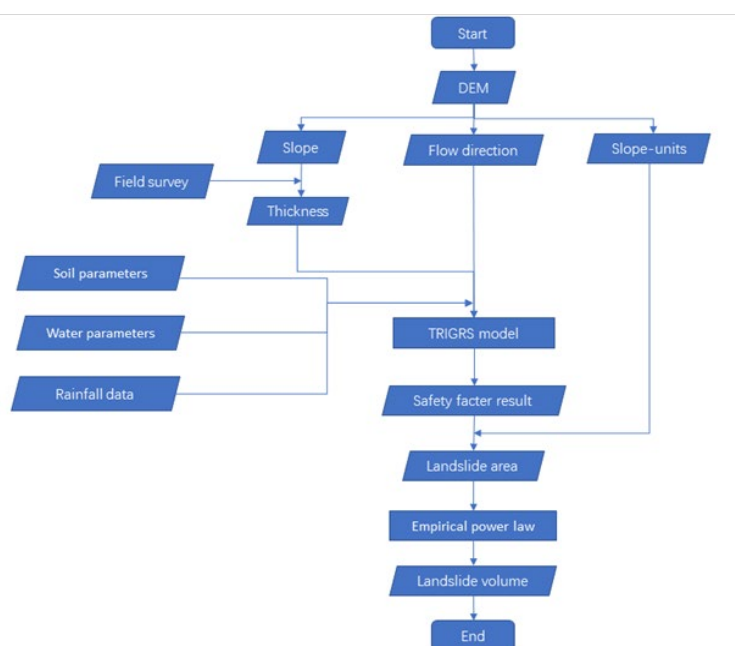 Start
DEM
Slope
Flow direction
Slope-units
Field survey
Thickness
Soil parameters
Water parameters
TRIGRS model
Rainfall data
Safety facter result
Landslide area
Empirical power law
Landslide volume
End